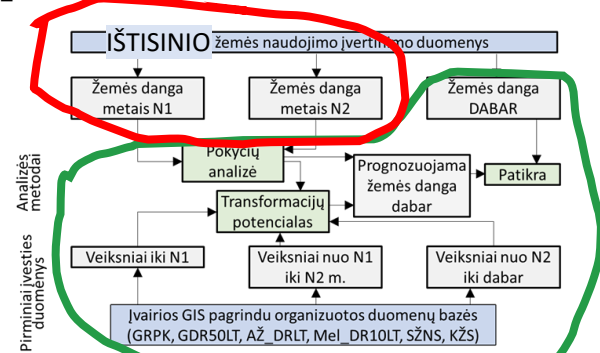 IŠTISINIO žemės naudojimo įvertinimo duomenys
Žemės danga
metais N1
Žemės danga
metais N2
Žemės danga
DABAR
Analizės
metodai
Pokyčių
analizė
Prognozuojama
žemės danga
dabar
Patikra
Transformacijų
potencialas
Pirminiai įvesties
duomenys
Veiksniai iki N1
Veiksniai nuo N1
iki N2 m.
Veiksniai nuo N2
iki dabar
Įvairios GIS pagrindu organizuotos duomenų bazės
(GRPK, GDR50LT, AŽ_DRLT, Mel_DR10LT, SŽNS, KŽS)